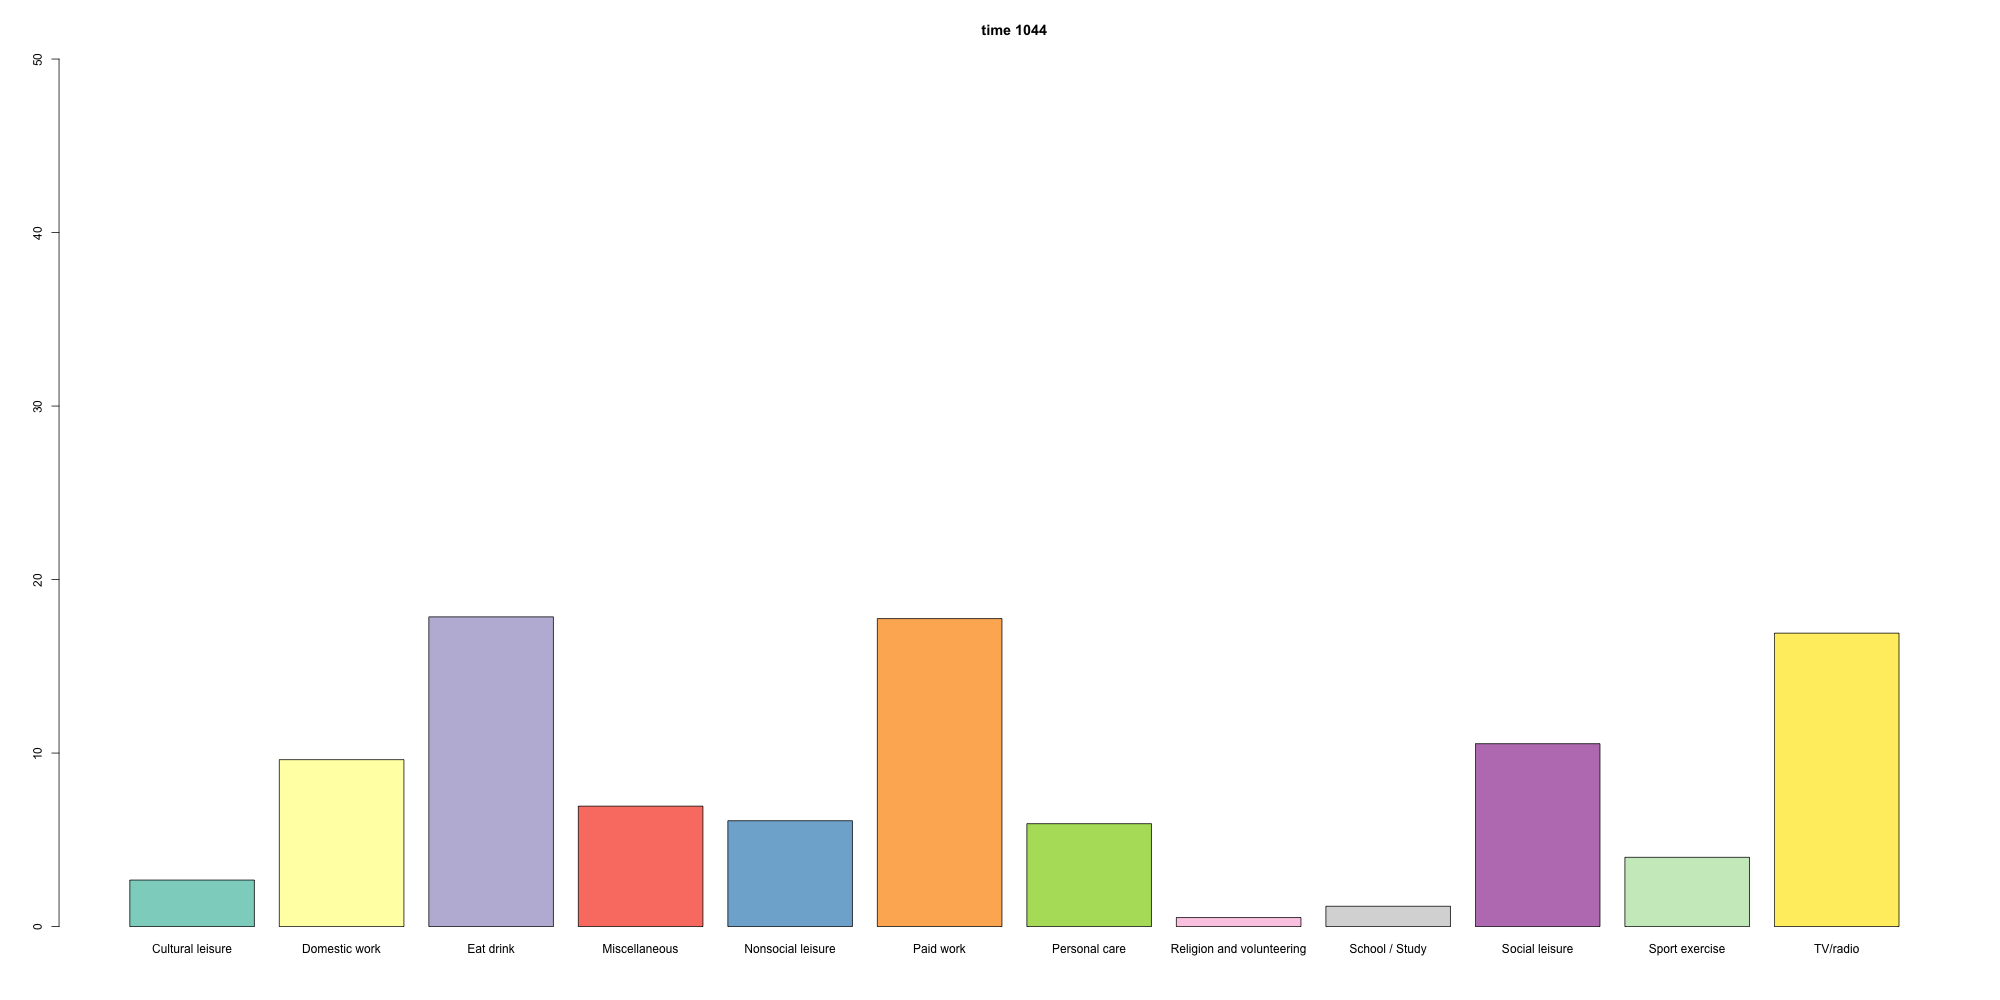 time 1044
50
40
30
20
10
0
Cultural leisure
Domestic work
Eat drink
Miscellaneous
Nonsocial leisure
Paid work
Personal care
Religion and volunteering
School / Study
Social leisure
Sport exercise
TV/radio